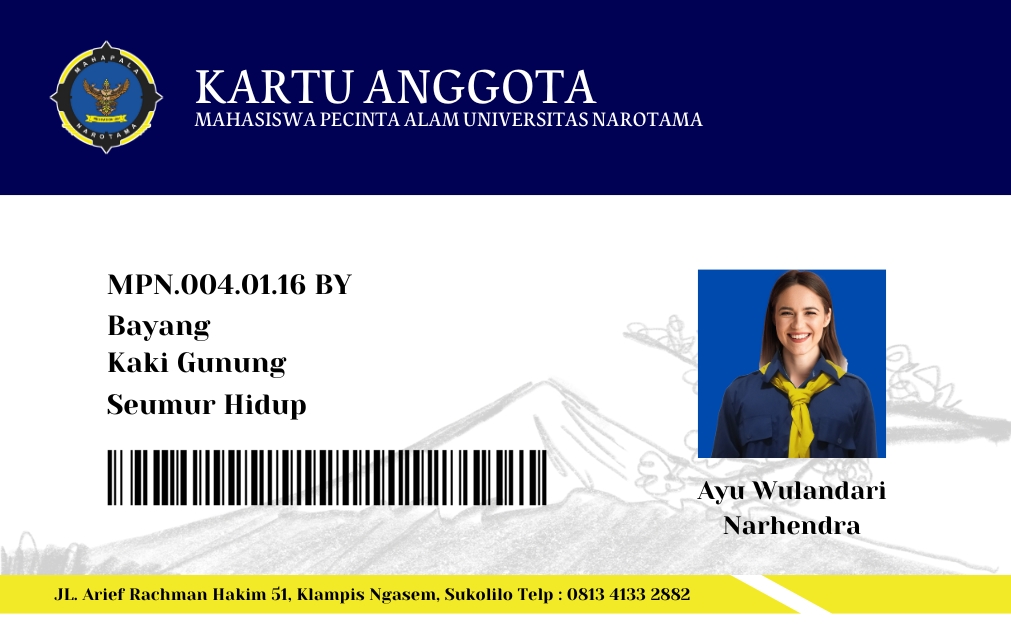 MAHAPALA
NAROTAMA
KARTU ANGGOTA
MAHASISWA PECINTA ALAM UNIVERSITAS NAROTAMA
MPN.004.01.16 BY
Bayang
Kaki Gunung
Seumur Hidup
Ayu Wulandari
Narhendra
JL. Arief Rachman Hakim 51, Klampis Ngasem, Sukolilo Telp : 0813 4133 2882